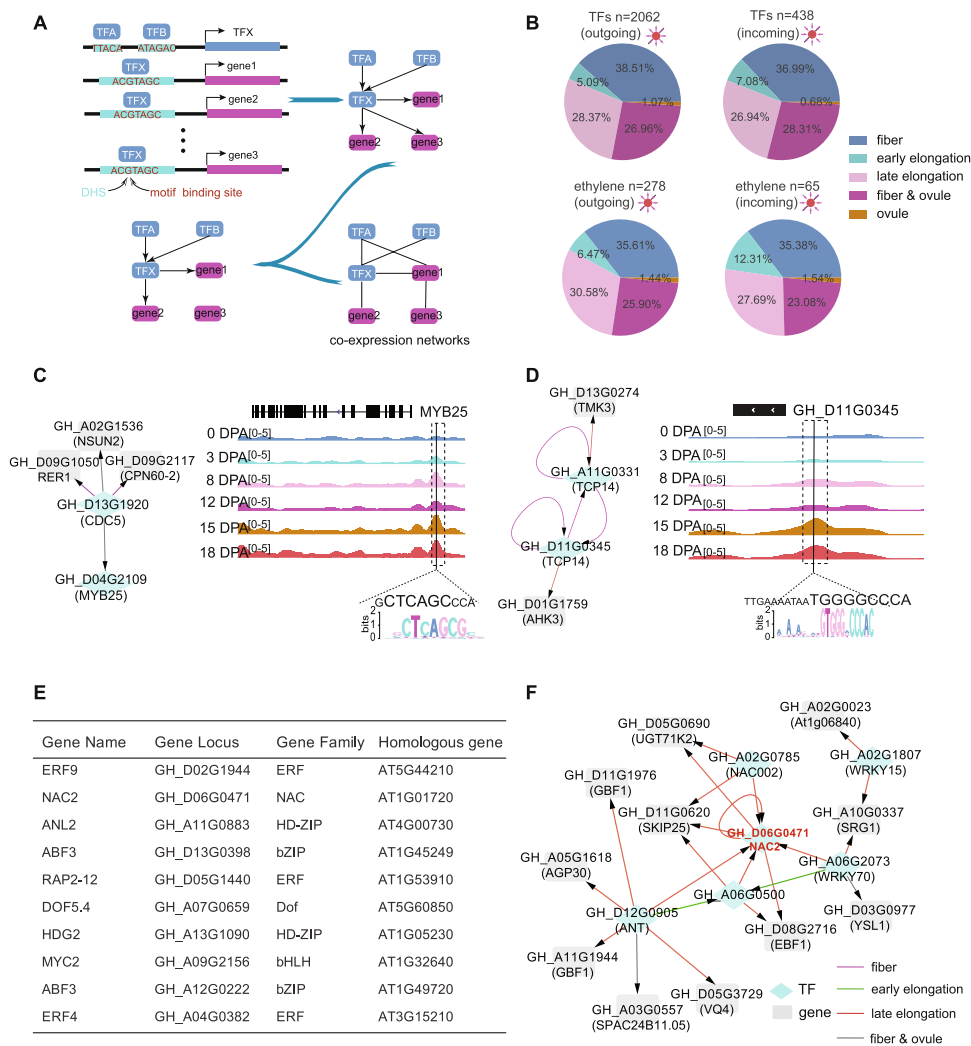 A
TFA
TFB
TFX
TTACA
ATAGAC
TFX
gene1
ACGTAGC
TFX
gene2
ACGTAGC
TFX
gene3
ACGTAGC
DHS
motif binding site
TFA
TFB
TFX
gene1
gene2
gene3
TFA
TFB
TFX
gene1
gene2
gene3
TFA
TFB
TFX
gene1
gene2
gene3
co-expression networks
B
TFs n=2062
(outgoing)
38.51%
5.09%
1.07%
28.37%
26.96%
TFs n=438
(incoming)
36.99%
7.08%
0.68%
26.94%
28.31%
ethylene n=278
(outgoing)
35.61%
6.47%
1.44%
30.58%
25.90%
ethylene n=65
(incoming)
35.38%
12.31%
1.54%
27.69%
23.08%
fiber
early elongation
late elongation
fiber & ovule
ovule
C
GH_A02G1536
(NSUN2)
GH_D09G1050
RER1
GH_D09G2117
(CPN60-2)
GH_D13G1920
(CDC5)
GH_D04G2109
(MYB25)
MYB25
0 DPA[0-5]
3 DPA[0-5]
8 DPA[0-5]
12 DPA[0-5]
15 DPA[0-5]
18 DPA[0-5]
GCTCAGCCCA
bits
2
1
0
CTCAGCG
D
GH_D13G0274
(TMK3)
GH_A11G0331
(TCP14)
GH_D11G0345
(TCP14)
GH_D01G1759
(AHK3)
GH_D11G0345
0 DPA[0-5]
3 DPA[0-5]
8 DPA[0-5]
12 DPA[0-5]
15 DPA[0-5]
18 DPA[0-5]
TTGAAAATAATGGGGCCCA
bits
2
1
0
GTGGG CCCAC
E
Gene Name Gene Locus Gene Family Homologous gene
ERF9 GH_D02G1944 ERF AT5G44210
NAC2 GH_D06G0471 NAC AT1G01720
ANL2 GH_A11G0883 HD-ZIP AT4G00730
ABF3 GH_D13G0398 bZIP AT1G45249
RAP2-12 GH_D05G1440 ERF AT1G53910
DOF5.4 GH_A07G0659 Dof AT5G60850
HDG2 GH_A13G1090 HD-ZIP AT1G05230
MYC2 GH_A09G2156 bHLH AT1G32640
ABF3 GH_A12G0222 bZIP AT1G49720
ERF4 GH_A04G0382 ERF AT3G15210
F
GH_A02G0023
(At1g06840)
GH_D05G0690
(UGT71K2)
GH_A02G0785
(NAC002)
GH_A02G1807
(WRKY15)
GH_D11G1976
(GBF1)
GH_D11G0620
(SKIP25)
GH_A10G0337
(SRG1)
GH_D06G0471
NAC2
GH_A05G1618
(AGP30)
GH_A06G2073
(WRKY70)
GH_A06G0500
GH_D12G0905
(ANT)
GH_D03G0977
(YSL1)
GH_D08G2716
(EBF1)
GH_A11G1944
(GBF1)
GH_D05G3729
(VQ4)
GH_A03G0557
(SPAC24B11.05)
TF
gene
fiber
early elongation
late elongation
fiber & ovule